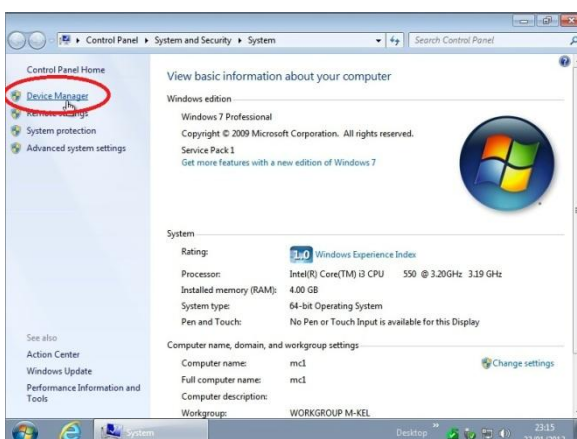 Control Panel ▸ System and Security ▸ System
Search Control Panel
Control Panel Home
Device Manager
Remote settings
System protection
Advanced system settings
See also
Action Center
Windows Update
Performance Information and
Tools
View basic information about your computer
Windows edition
Windows 7 Professional
Copyright © 2009 Microsoft Corporation. All rights reserved.
Service Pack 1
Get more features with a new edition of Windows 7
System
Rating:
1,0 Windows Experience Index
Processor: Intel(R) Core(TM) i3 CPU 550 @ 3.20GHz 3.19 GHz
Installed memory (RAM): 4.00 GB
System type: 64-bit Operating System
Pen and Touch: No Pen or Touch Input is available for this Display
Computer name, domain, and workgroup settings
Computer name: mc1
Change settings
Full computer name: mc1
Computer description:
Workgroup: WORKGROUP M-KEL
System
Desktop »
23:15